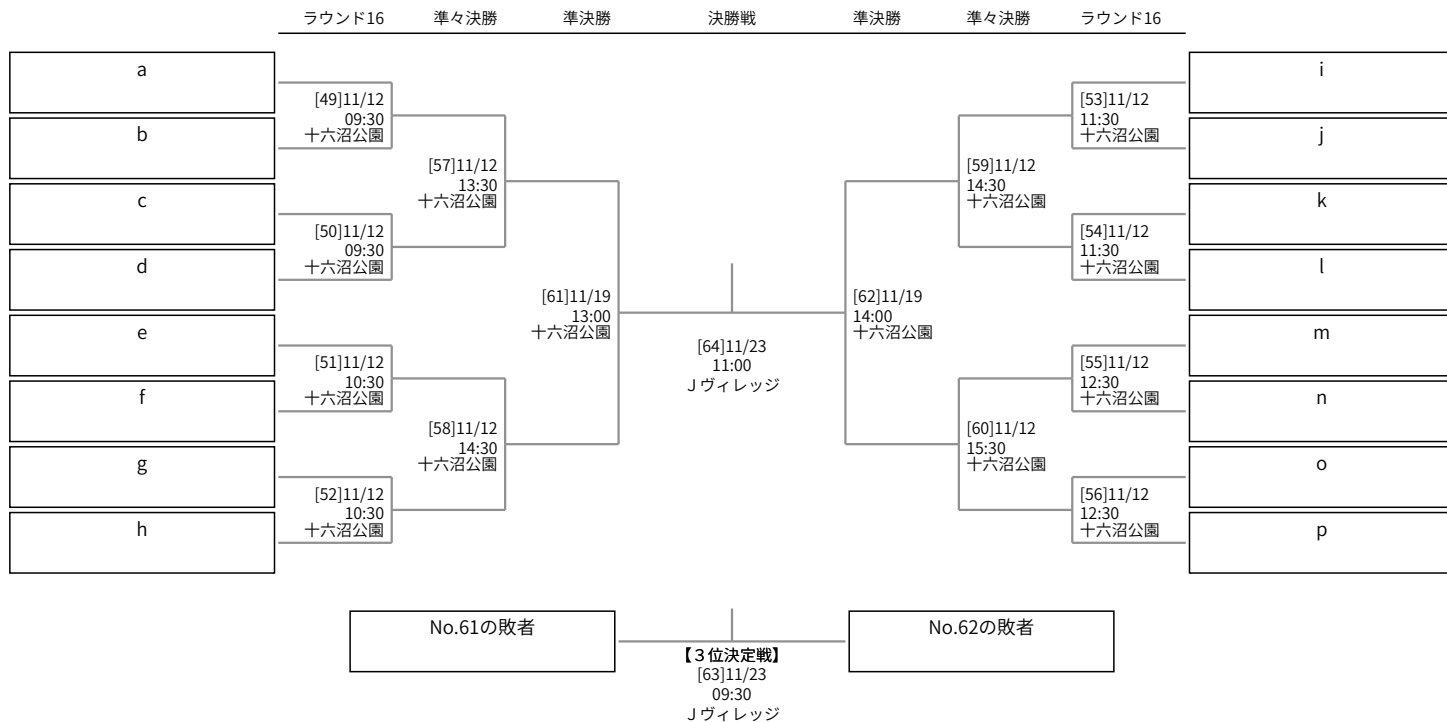 ラウンド16 準々決勝 準決勝 決勝戦 準決勝 準々決勝 ラウンド16
a
b
c
d
e
f
g
h
[49]11/12
09:30
十六沼公園
[50]11/12
09:30
十六沼公園
[51]11/12
10:30
十六沼公園
[52]11/12
10:30
十六沼公園
[57]11/12
13:30
十六沼公園
[58]11/12
14:30
十六沼公園
[61]11/19
13:00
十六沼公園
[64]11/23
11:00
Jヴィレッジ
[62]11/19
14:00
十六沼公園
[59]11/12
14:30
十六沼公園
[60]11/12
15:30
十六沼公園
[53]11/12
11:30
十六沼公園
[54]11/12
11:30
十六沼公園
[55]11/12
12:30
十六沼公園
[56]11/12
12:30
十六沼公園
i
j
k
l
m
n
o
p
No.61の敗者
【3位決定戦】
[63]11/23
09:30
Jヴィレッジ
No.62の敗者